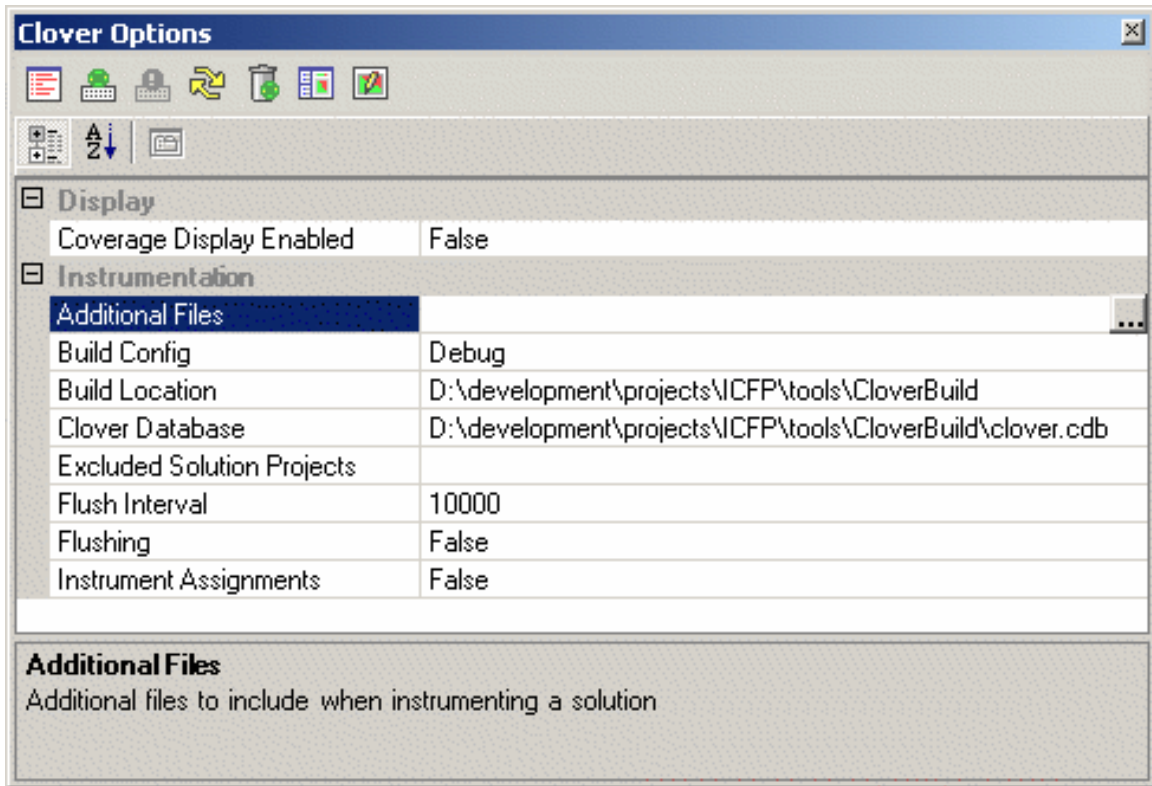 Clover Options
Display
Coverage Display Enabled False
Instrumentation
Additional Files ...
Build Config Debug
Build Location D:\development\projects\ICFP\tools\CloverBuild
Clover Database D:\development\projects\ICFP\tools\CloverBuild\clover.cdb
Excluded Solution Projects
Flush Interval 10000
Flushing False
Instrument Assignments False
Additional Files
Additional files to include when instrumenting a solution